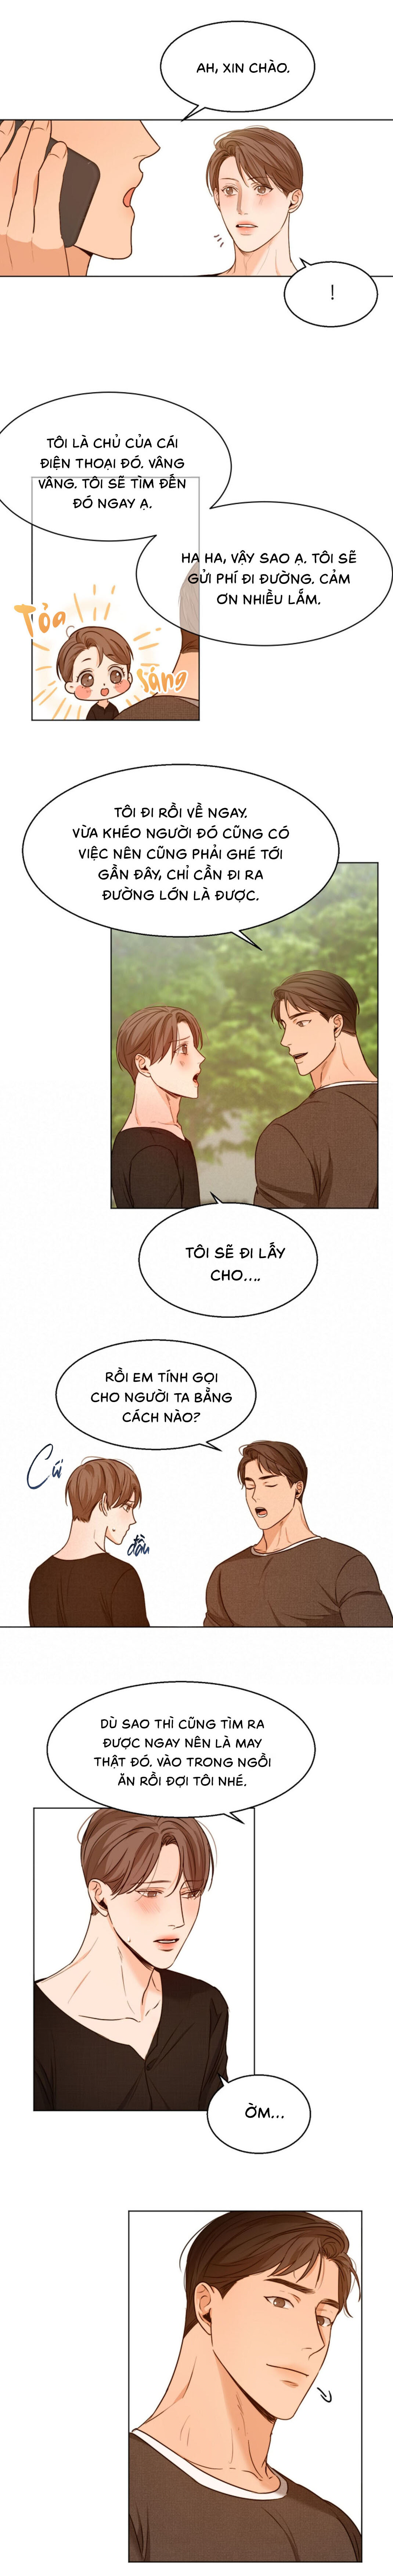 AH, XIN CHÀO.
!
TÔI LÀ CHỦ CỦA CÁI
ĐIỆN THOẠI ĐÓ. VÂNG
VÂNG. TÔI SẼ TÌM ĐẾN
ĐÓ NGAY Ạ.
HA HA, VẬY SAO Ạ. TÔI SẼ
GỬI PHÍ ĐI ĐƯỜNG. CẢM
ƠN NHIỀU LẮM.
Tỏa
sáng
TÔI ĐI RỒI VỀ NGAY.
VỪA KHÉO NGƯỜI ĐÓ CŨNG CÓ
VIỆC NÊN CŨNG PHẢI GHÉ TỚI
GẦN ĐÂY, CHỈ CẦN ĐI RA
ĐƯỜNG LỚN LÀ ĐƯỢC.
TÔI SẼ ĐI LẤY
CHO....
RỒI EM TÍNH GỌI
CHO NGƯỜI TA BẰNG
CÁCH NÀO?
Cúi
đầu
DÙ SAO THÌ CŨNG TÌM RA
ĐƯỢC NGAY NÊN LÀ MAY
THẬT ĐÓ. VÀO TRONG NGỒI
ĂN RỒI ĐỢI TÔI NHÉ.
ỜM...